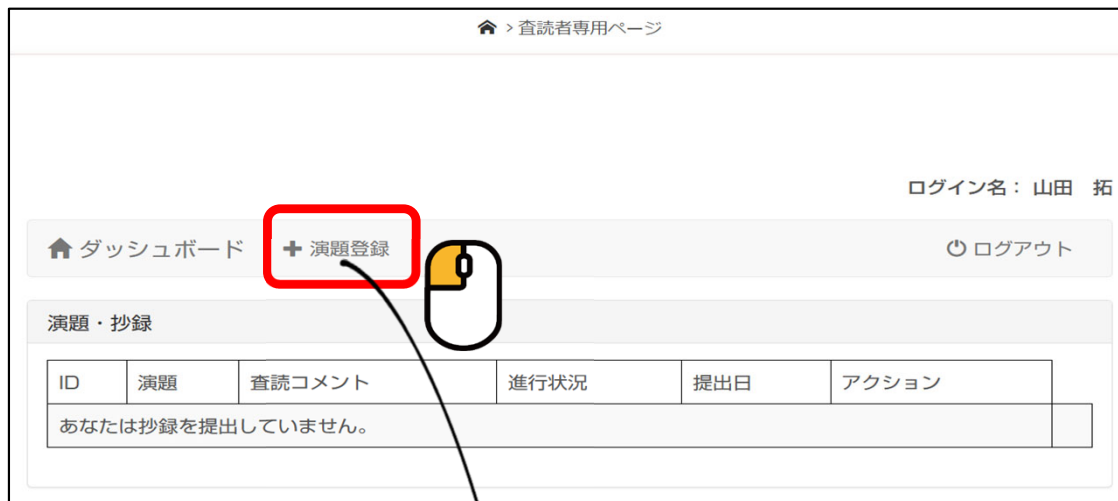 > 査読者専用ページ
ログイン名： 山田　拓
ダッシュボード ＋ 演題登録 ログアウト
演題・抄録
ID 演題 査読コメント 進行状況 提出日 アクション
あなたは抄録を提出していません。